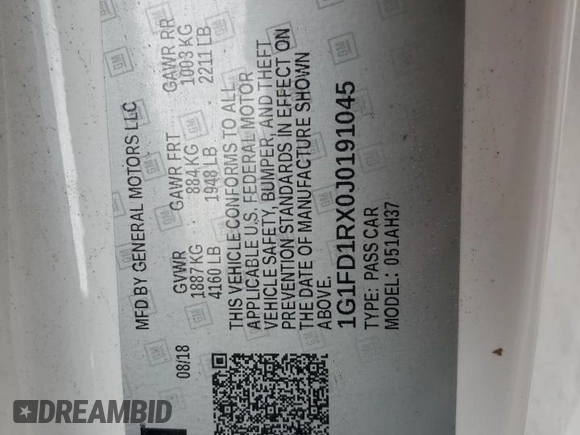 MFD BY GENERAL MOTORS LLC
08/18
GVWR GAWR FRT GAWR RR
1887 KG 884 KG 1003 KG
4160 LB 1948 LB 2211 LB
THIS VEHICLE CONFORMS TO ALL
APPLICABLE U.S. FEDERAL MOTOR
VEHICLE SAFETY, BUMPER, AND THEFT
PREVENTION STANDARDS IN EFFECT ON
THE DATE OF MANUFACTURE SHOWN
ABOVE.
1G1FD1RX0J0191045
TYPE: PASS CAR
MODEL: 051AH37
GM
DREAMBID